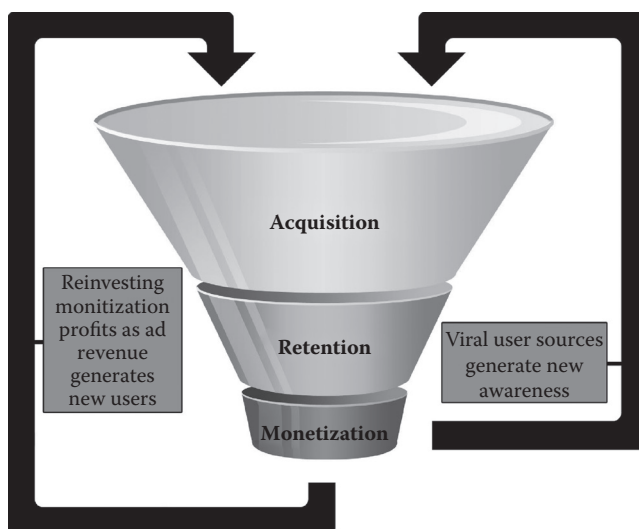 Acquisition
Reinvesting
monitization
profits as ad
revenue
generates
new users
Retention
Viral user sources
generate new
awareness
Monetization